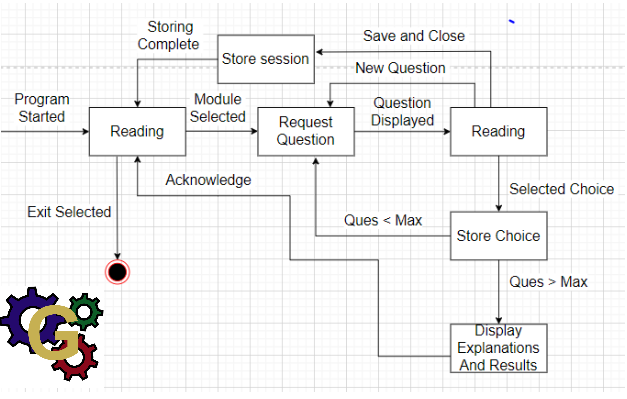 Storing
Complete
Save and Close
Store session
New Question
Program
Started
Module
Selected
Question
Displayed
Reading
Request
Question
Reading
Acknowledge
Selected Choice
Exit Selected
Ques < Max
Store Choice
Ques > Max
G
Display
Explanations
And Results